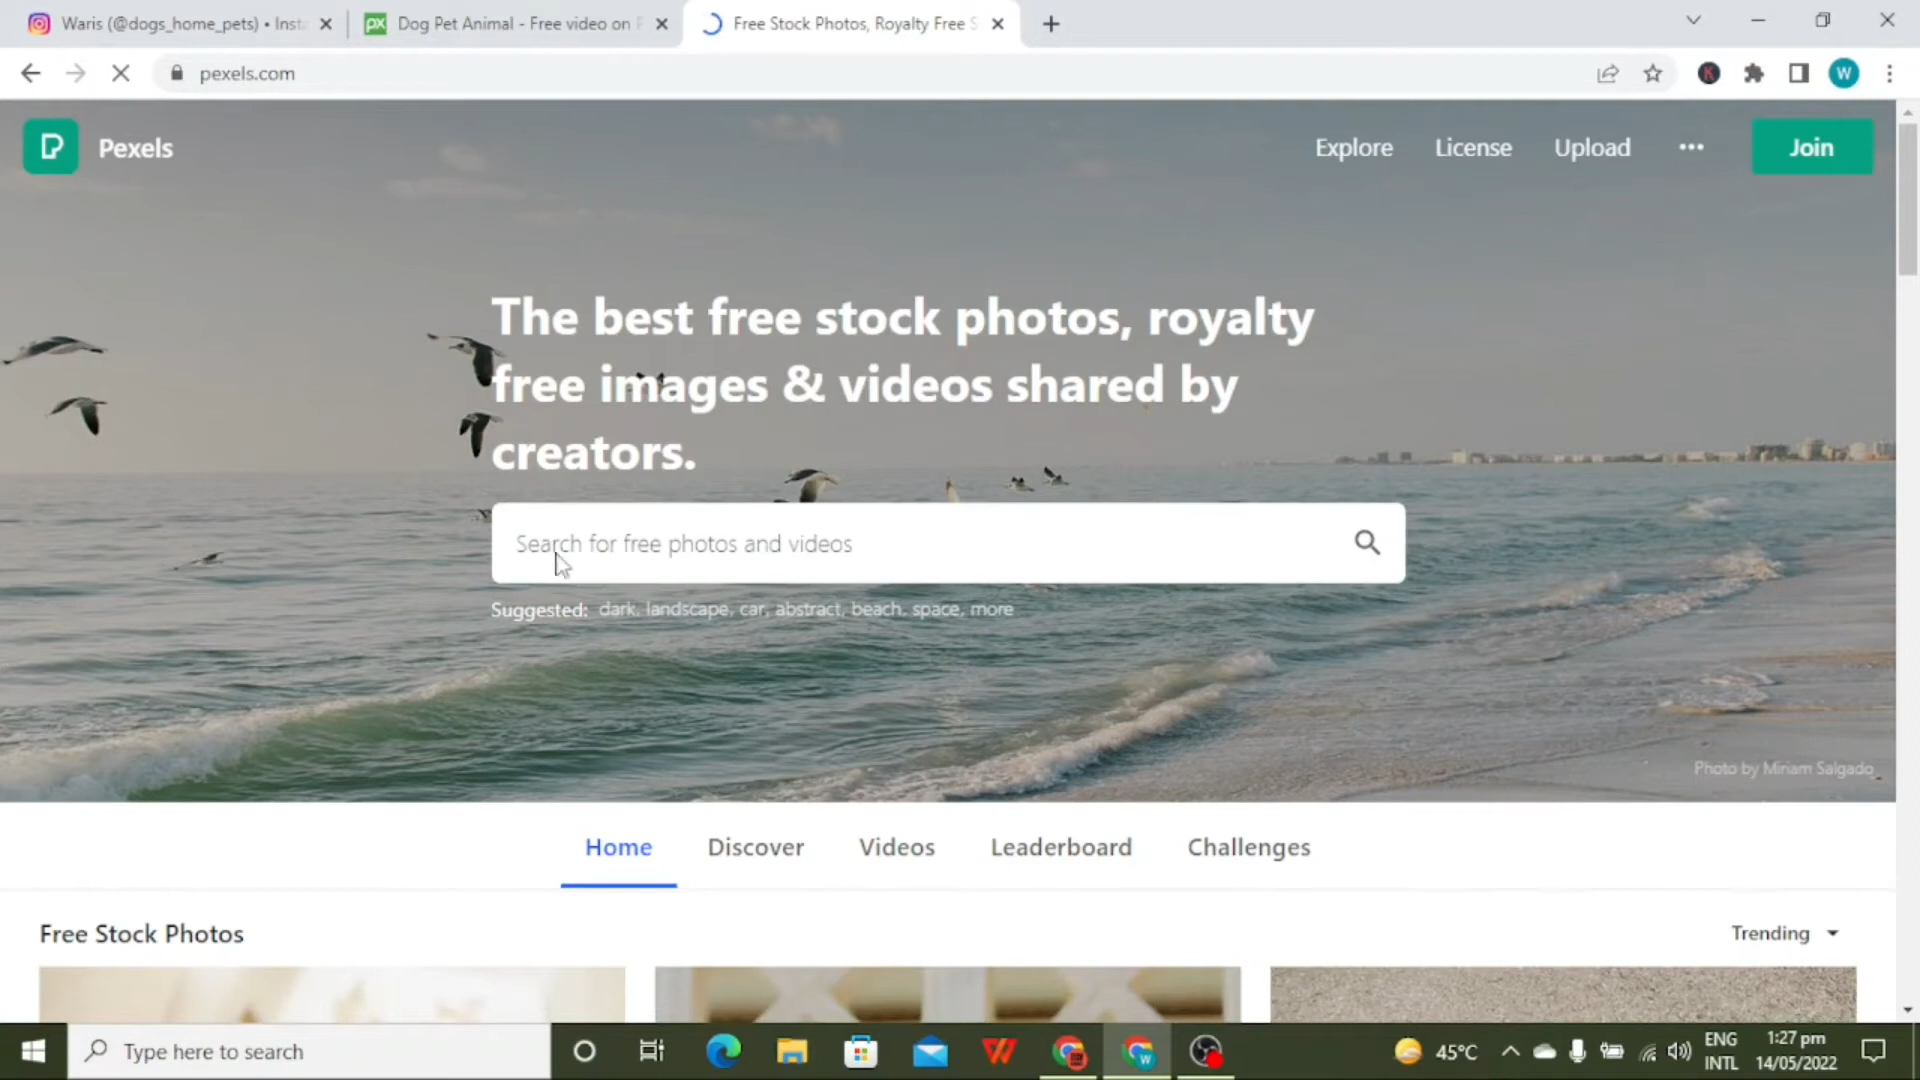 Waris (@dogs_home_pets) • Insta
Dog Pet Animal - Free video on P
Free Stock Photos, Royalty Free S
pexels.com
W
Pexels
Explore
License
Upload
Join
The best free stock photos, royalty
free images & videos shared by
creators.
Search for free photos and videos
Suggested: dark, landscape, car, abstract, beach, space, more
Photo by Miriam Salgado
Home
Discover
Videos
Leaderboard
Challenges
Free Stock Photos
Trending
Type here to search
45°C
ENG
INTL
1:27 pm
14/05/2022